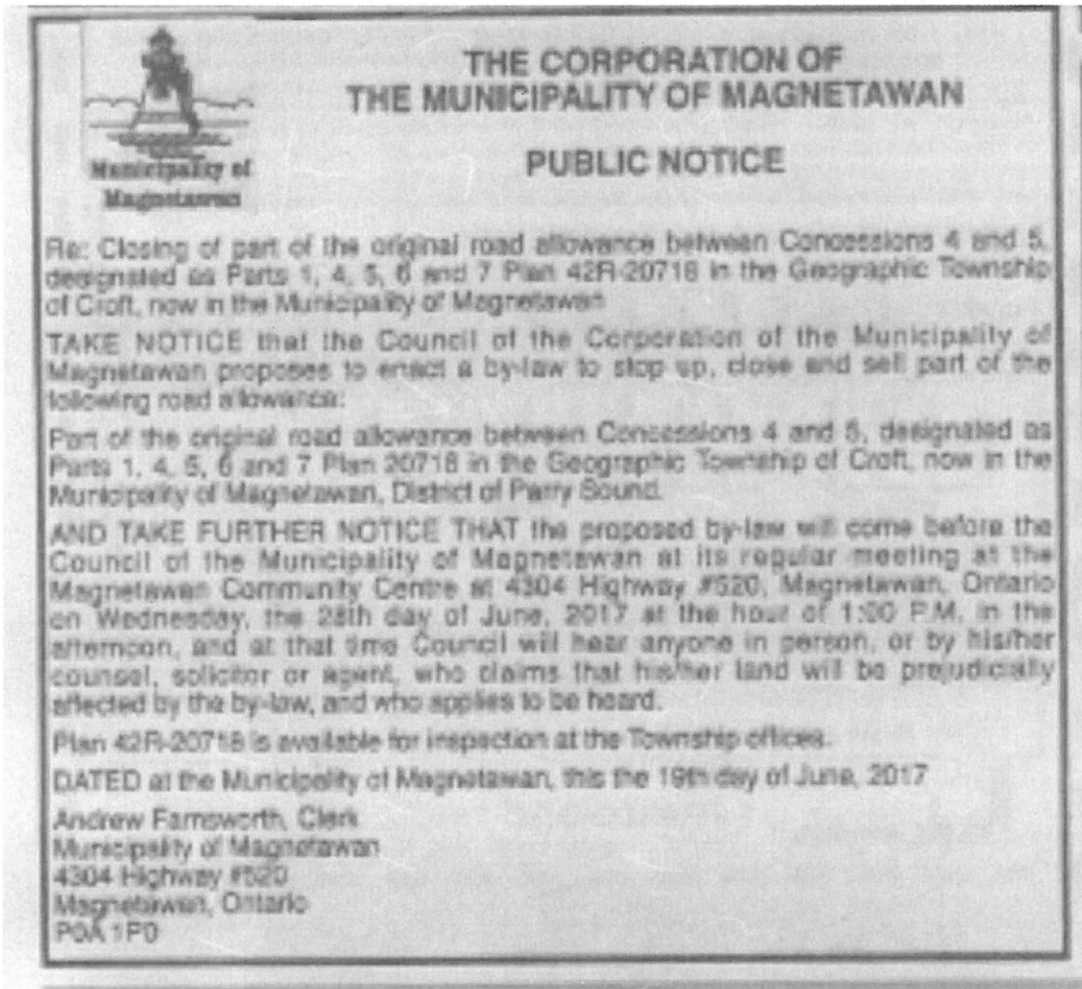 THE CORPORATION OF
THE MUNICIPALITY OF MAGNETAWAN
PUBLIC NOTICE
Municipality of
Magnetawan
Re: Closing of part of the original road allowance between Concessions 4 and 5,
designated as Parts 1, 4, 5, 6 and 7 Plan 42R-20718 in the Geographic Township
of Croft, now in the Municipality of Magnetawan
TAKE NOTICE that the Council of the Corporation of the Municipality of
Magnetawan proposes to enact a by-law to stop up, close and sell part of the
following road allowance:
Part of the original road allowance between Concessions 4 and 5, designated as
Parts 1, 4, 5, 6 and 7 Plan 20718 in the Geographic Township of Croft, now in the
Municipality of Magnetawan, District of Parry Sound.
AND TAKE FURTHER NOTICE THAT the proposed by-law will come before the
Council of the Municipality of Magnetawan at its regular meeting at the
Magnetawan Community Centre at 4304 Highway #520, Magnetawan, Ontario
on Wednesday, the 28th day of June, 2017 at the hour of 1:00 P.M. in the
afternoon, and at that time Council will hear anyone in person, or by his/her
counsel, solicitor or agent, who claims that his/her land will be prejudicially
affected by the by-law, and who applies to be heard.
Plan 42R-20718 is available for inspection at the Township offices.
DATED at the Municipality of Magnetawan, this the 19th day of June, 2017
Andrew Farnsworth, Clerk
Municipality of Magnetawan
4304 Highway #520
Magnetawan, Ontario
P0A 1P0